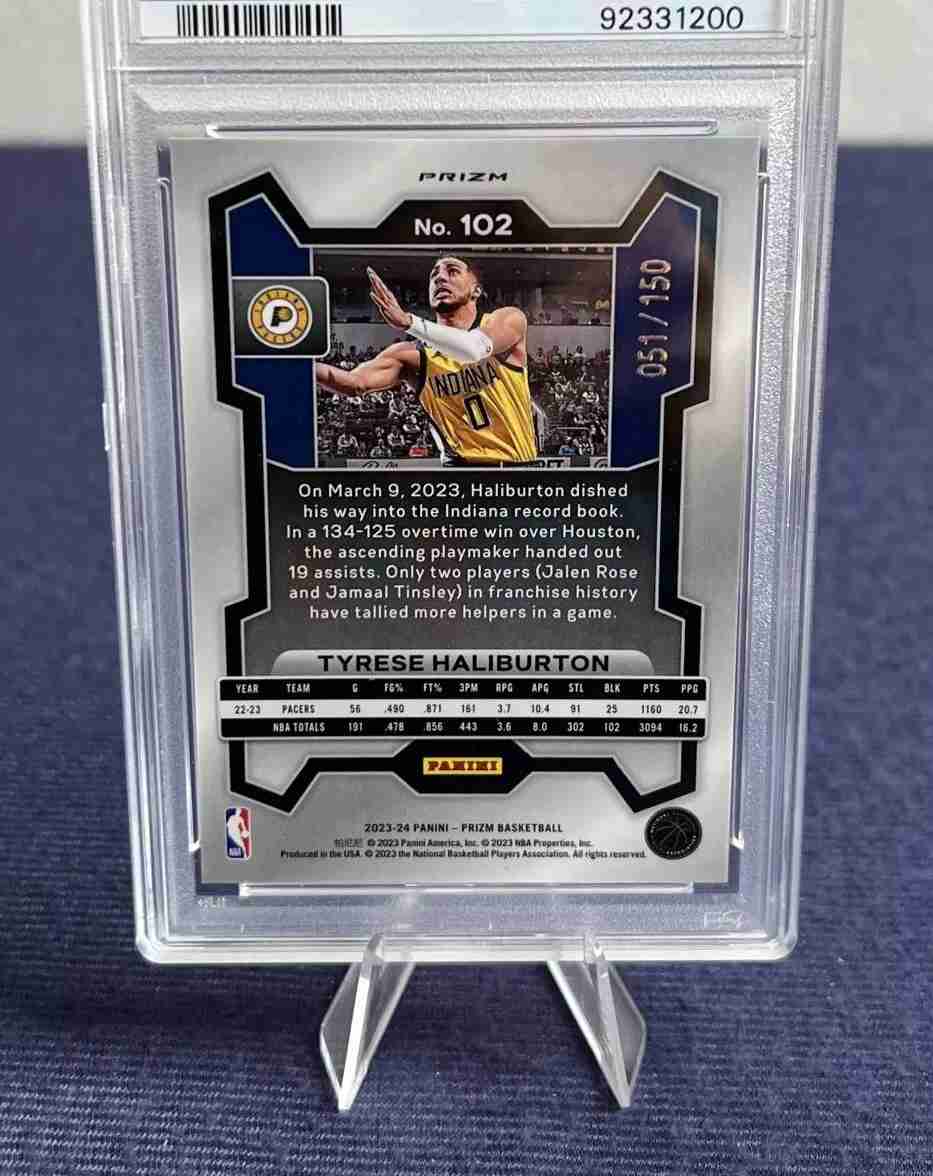 92331200
PRIZM
No. 102
051/150
INDIANA
0
On March 9, 2023, Haliburton dished
his way into the Indiana record book.
In a 134-125 overtime win over Houston,
the ascending playmaker handed out
19 assists. Only two players (Jalen Rose
and Jamaal Tinsley) in franchise history
have tallied more helpers in a game.
TYRESE HALIBURTON
YEAR TEAM G FG% FT% 3PM RPG APG STL BLK PTS PPG
22-23 PACERS 56 .490 .871 161 3.7 10.4 91 25 1160 20.7
NBA TOTALS 191 .478 .856 443 3.6 8.0 302 102 3094 16.2
PANINI
2023-24 PANINI – PRIZM BASKETBALL
帕尼尼 © 2023 Panini America, Inc. © 2023 NBA Properties, Inc.
Produced in the USA. © 2023 the National Basketball Players Association. All rights reserved.
NBA